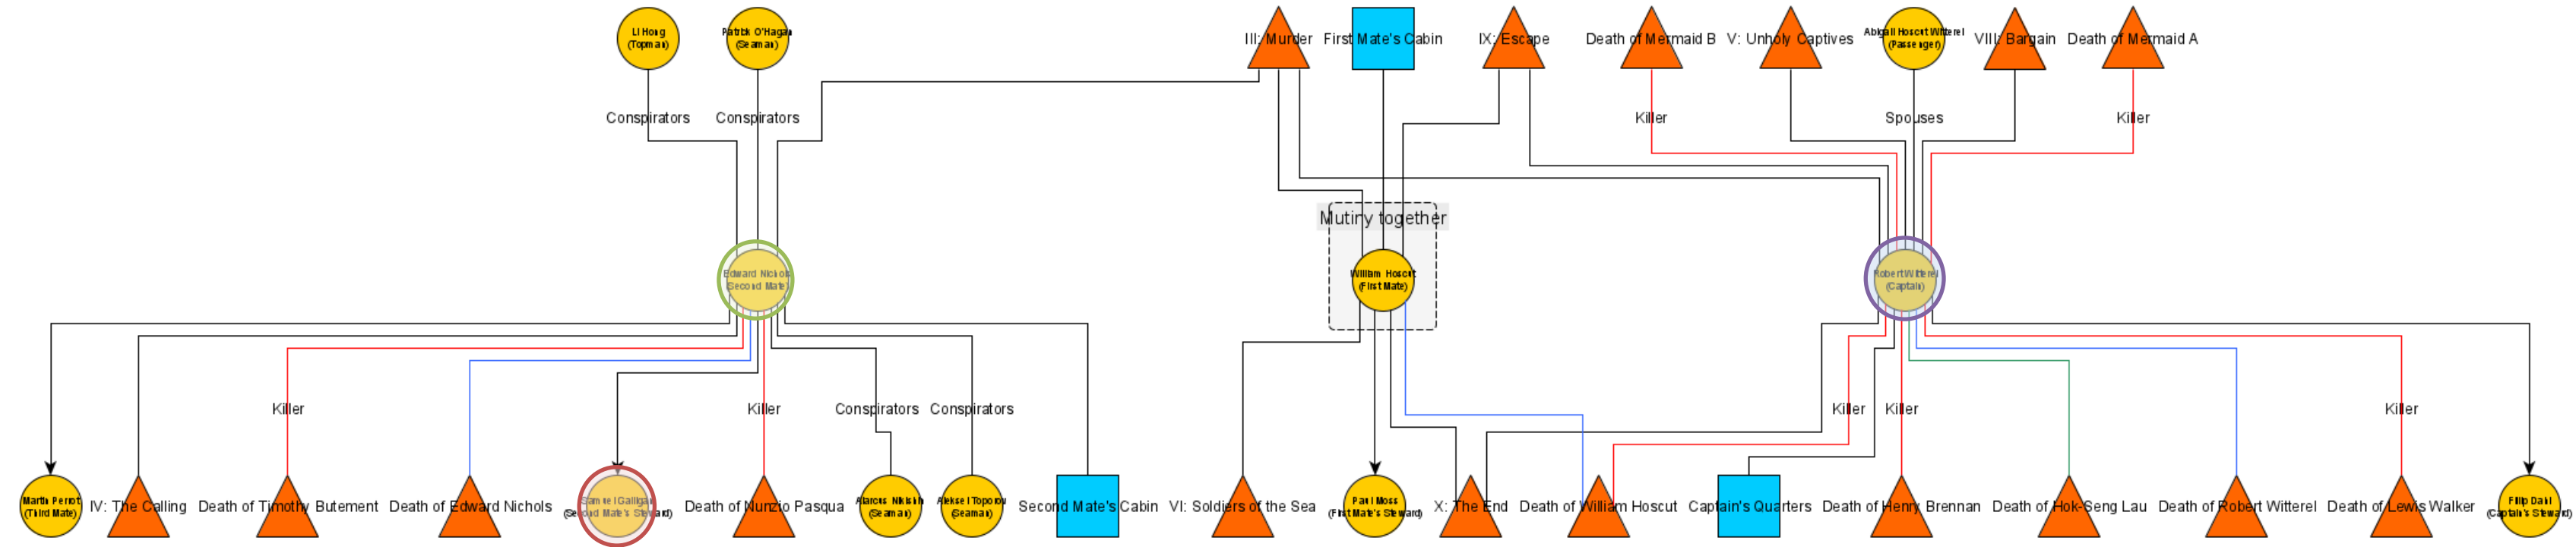 Li Hong
(Topman)
Patrick O'Hagan
(Seaman)
III: Murder
First Mate's Cabin
IX: Escape
Death of Mermaid B
V: Unholy Captives
Abigail Hoscut Witterel
(Passenger)
VIII: Bargain
Death of Mermaid A
Conspirators
Conspirators
Killer
Spouses
Killer
Mutiny together
Edward Nichols
(Second Mate)
William Hoscut
(First Mate)
Robert Witterel
(Captain)
Killer
Killer
Conspirators
Conspirators
Killer
Killer
Killer
Martin Perrot
(Third Mate)
IV: The Calling
Death of Timothy Butement
Death of Edward Nichols
Samuel Galligan
(Second Mate's Steward)
Death of Nunzio Pasqua
Alarcus Nikishin
(Seaman)
Aleksei Toporov
(Seaman)
Second Mate's Cabin
VI: Soldiers of the Sea
Paul Moss
(First Mate's Steward)
X: The End
Death of William Hoscut
Captain's Quarters
Death of Henry Brennan
Death of Hok-Seng Lau
Death of Robert Witterel
Death of Lewis Walker
Filip Dahl
(Captain's Steward)